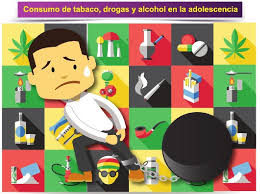 Consumo de tabaco, drogas y alcohol en la adolescencia